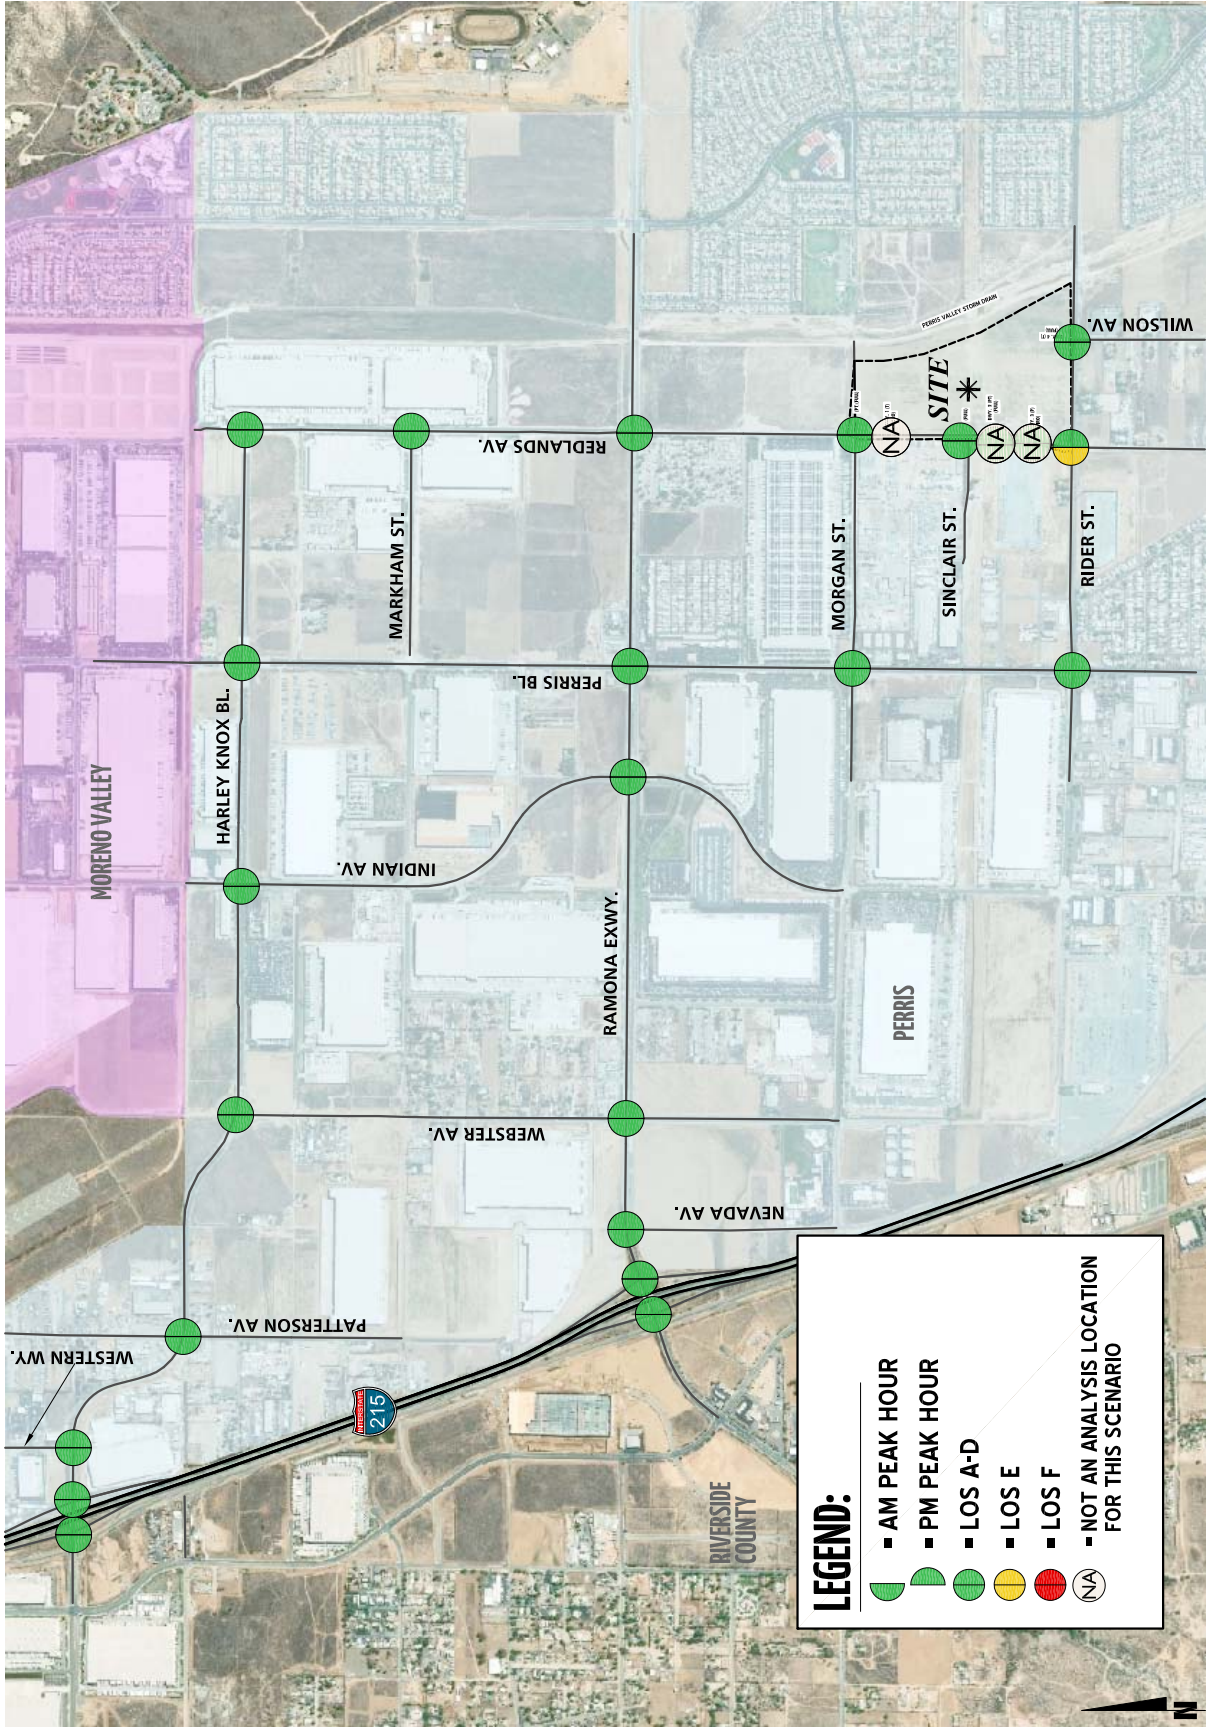 MORENO VALLEY
WESTERN WY.
PATTERSON AV.
HARLEY KNOX BL.
INDIAN AV.
MARKHAM ST.
REDLANDS AV.
PERRIS BL.
WEBSTER AV.
NEVADA AV.
RAMONA EXWY.
INTERSTATE
215
PERRIS
RIVERSIDE
COUNTY
MORGAN ST.
SINCLAIR ST.
RIDER ST.
WILSON AV.
PERRIS VALLEY STORM DRAIN
SITE
NA
NA
NA
LEGEND:
- AM PEAK HOUR
- PM PEAK HOUR
- LOS A-D
- LOS E
- LOS F
NA - NOT AN ANALYSIS LOCATION
FOR THIS SCENARIO
N